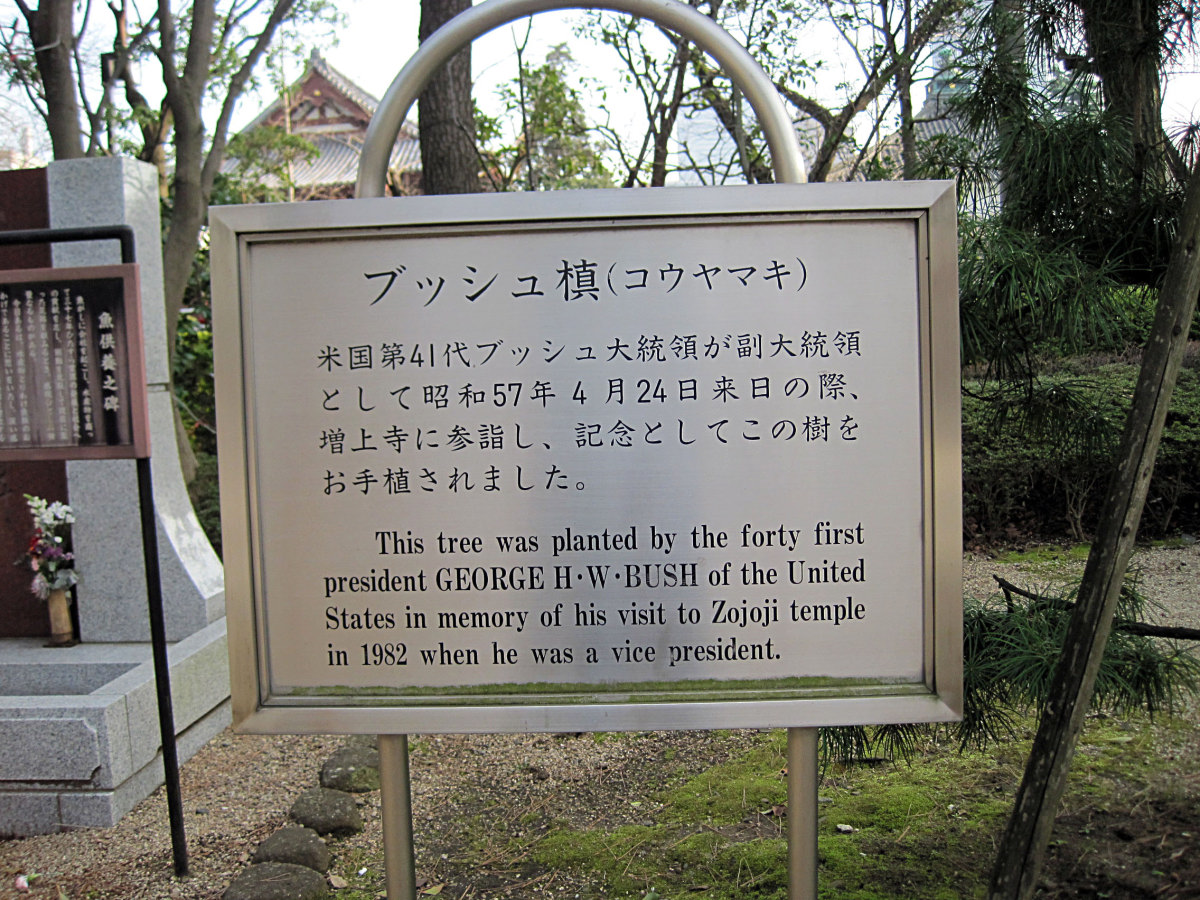 ブッシュ槙(コウヤマキ)
米国第41代ブッシュ大統領が副大統領
として昭和57年4月24日来日の際、
増上寺に参詣し、記念としてこの樹を
お手植されました。
This tree was planted by the forty first
president GEORGE H·W·BUSH of the United
States in memory of his visit to Zojoji temple
in 1982 when he was a vice president.
魚供養之碑